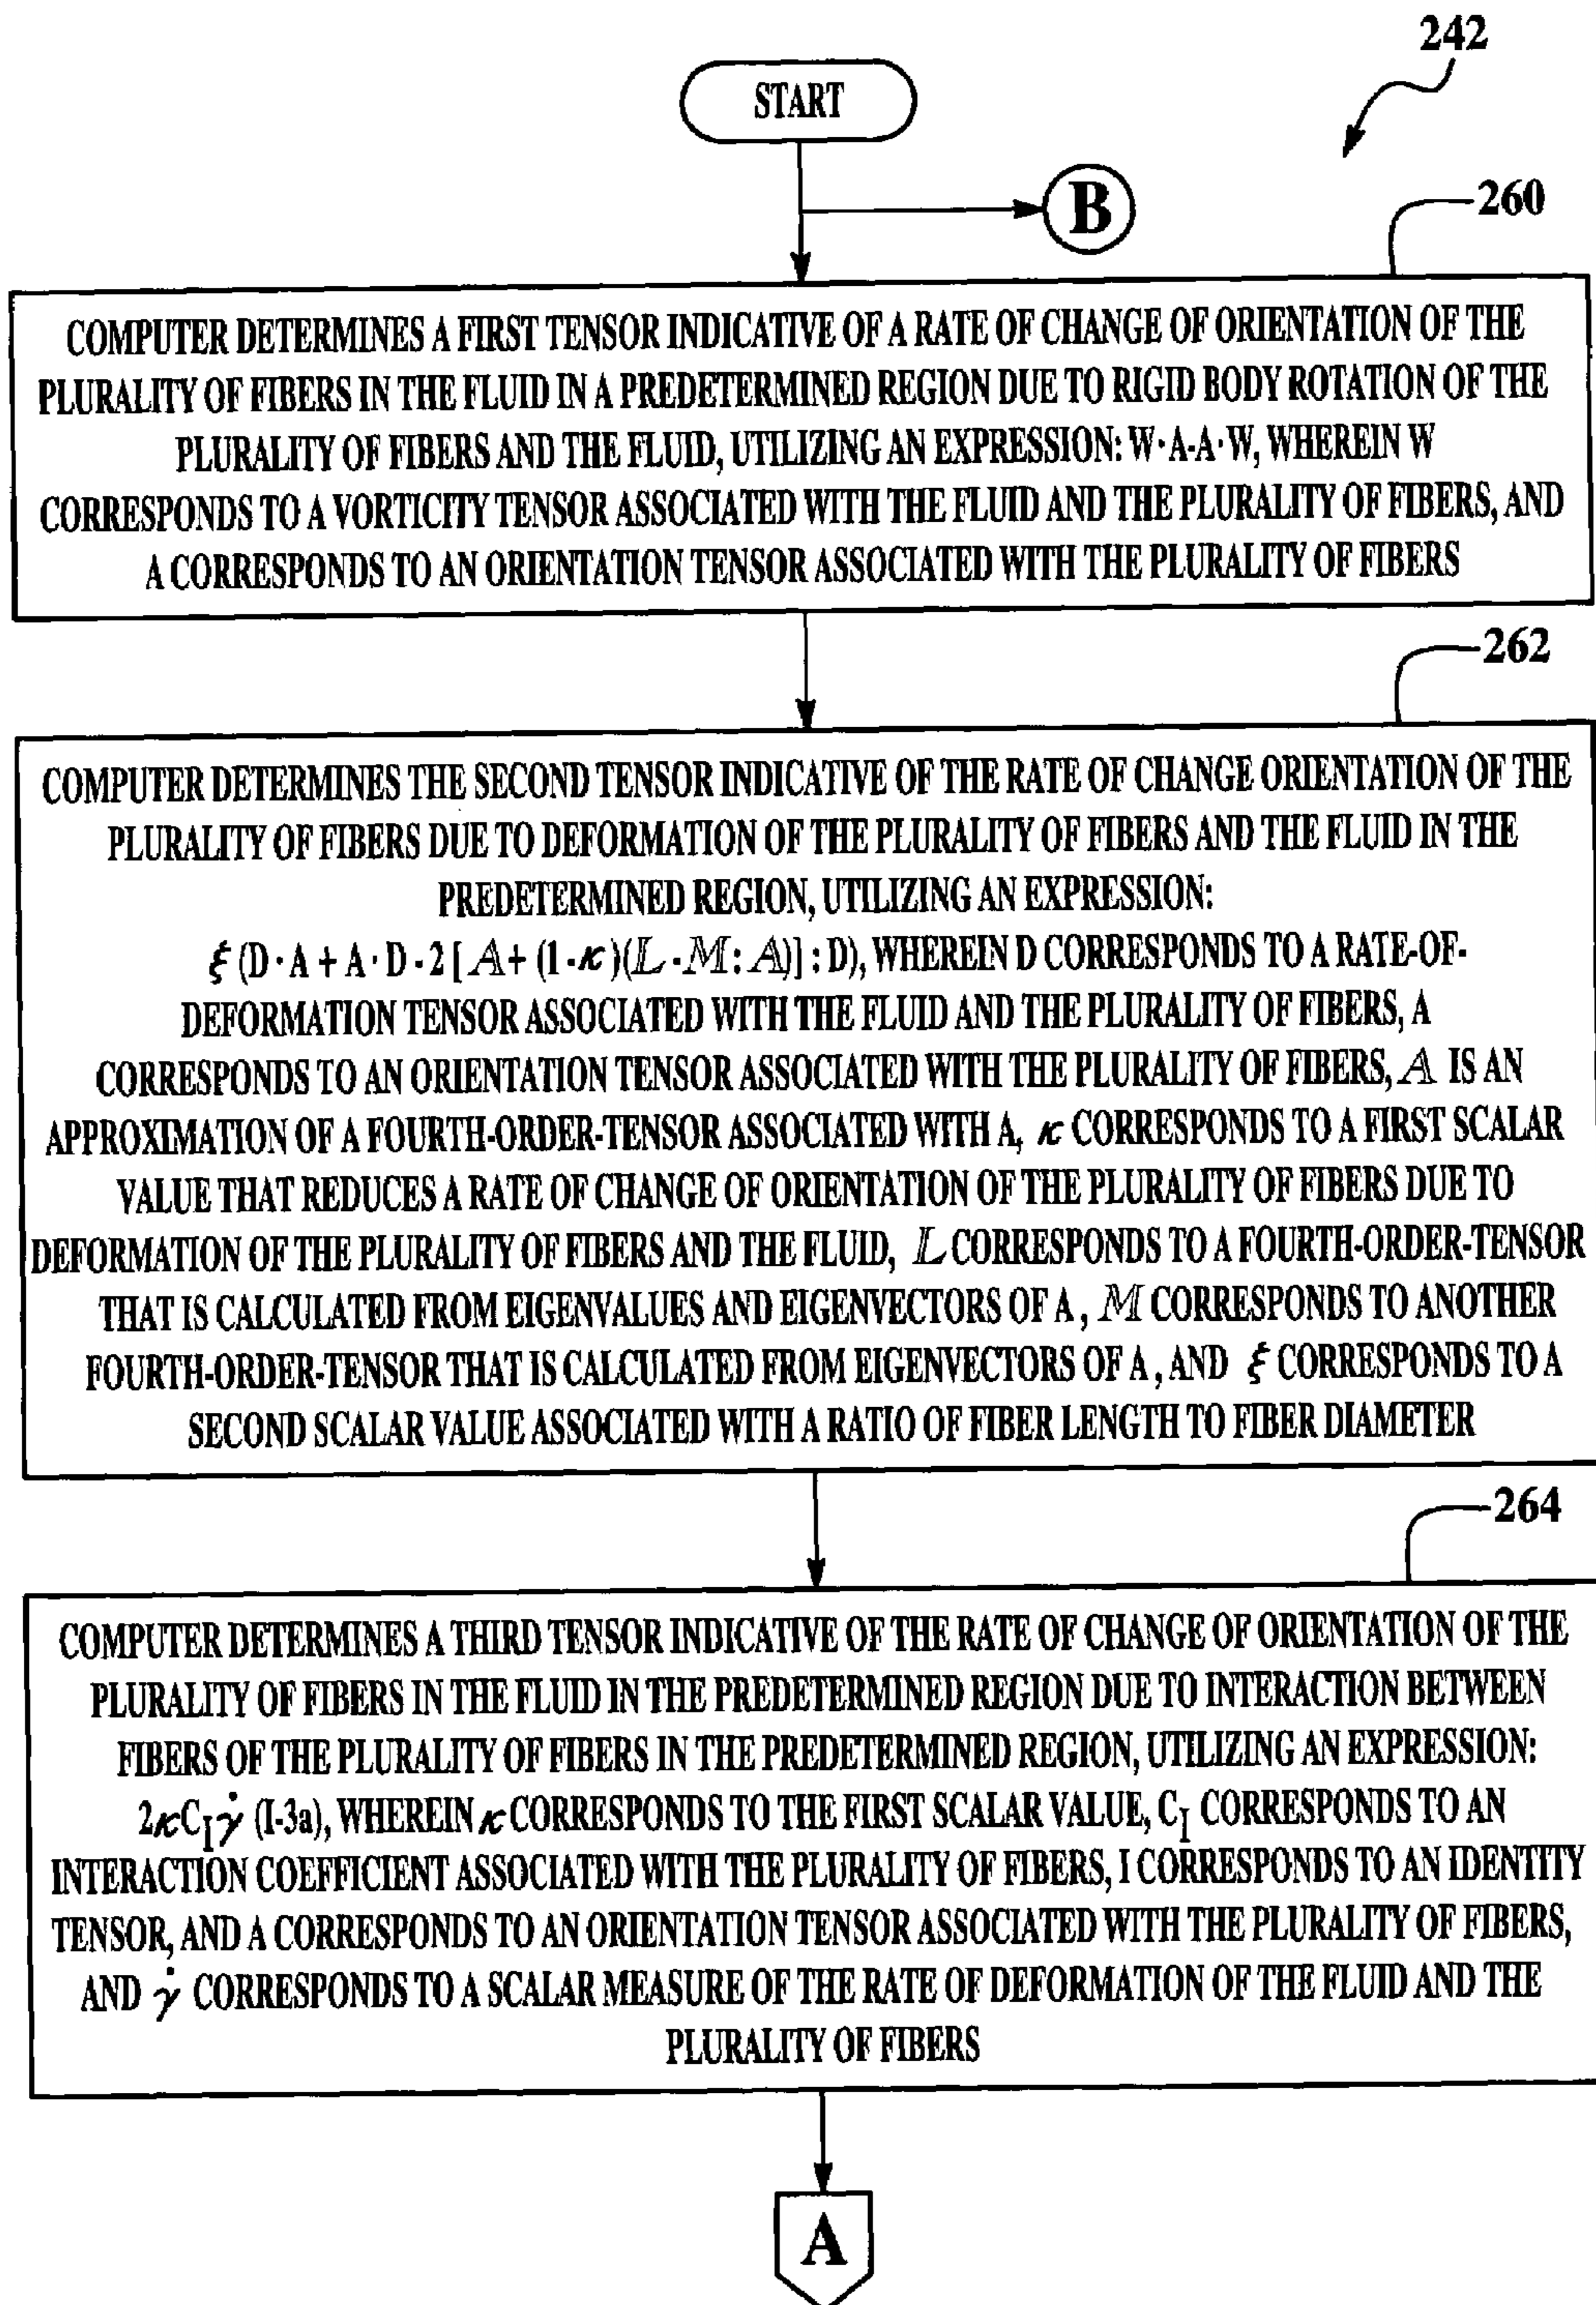 242
START
B
260
COMPUTER DETERMINES A FIRST TENSOR INDICATIVE OF A RATE OF CHANGE OF ORIENTATION OF THE
PLURALITY OF FIBERS IN THE FLUID IN A PREDETERMINED REGION DUE TO RIGID BODY ROTATION OF THE
PLURALITY OF FIBERS AND THE FLUID, UTILIZING AN EXPRESSION: W·A-A·W, WHEREIN W
CORRESPONDS TO A VORTICITY TENSOR ASSOCIATED WITH THE FLUID AND THE PLURALITY OF FIBERS, AND
A CORRESPONDS TO AN ORIENTATION TENSOR ASSOCIATED WITH THE PLURALITY OF FIBERS
262
COMPUTER DETERMINES THE SECOND TENSOR INDICATIVE OF THE RATE OF CHANGE ORIENTATION OF THE
PLURALITY OF FIBERS DUE TO DEFORMATION OF THE PLURALITY OF FIBERS AND THE FLUID IN THE
PREDETERMINED REGION, UTILIZING AN EXPRESSION:
ξ (D·A + A·D - 2 [ 𝔸 + (1-κ)(𝕃 - 𝕄 : 𝔸)] : D), WHEREIN D CORRESPONDS TO A RATE-OF-
DEFORMATION TENSOR ASSOCIATED WITH THE FLUID AND THE PLURALITY OF FIBERS, A
CORRESPONDS TO AN ORIENTATION TENSOR ASSOCIATED WITH THE PLURALITY OF FIBERS, 𝔸 IS AN
APPROXIMATION OF A FOURTH-ORDER-TENSOR ASSOCIATED WITH A, κ CORRESPONDS TO A FIRST SCALAR
VALUE THAT REDUCES A RATE OF CHANGE OF ORIENTATION OF THE PLURALITY OF FIBERS DUE TO
DEFORMATION OF THE PLURALITY OF FIBERS AND THE FLUID, 𝕃 CORRESPONDS TO A FOURTH-ORDER-TENSOR
THAT IS CALCULATED FROM EIGENVALUES AND EIGENVECTORS OF A , 𝕄 CORRESPONDS TO ANOTHER
FOURTH-ORDER-TENSOR THAT IS CALCULATED FROM EIGENVECTORS OF A , AND ξ CORRESPONDS TO A
SECOND SCALAR VALUE ASSOCIATED WITH A RATIO OF FIBER LENGTH TO FIBER DIAMETER
264
COMPUTER DETERMINES A THIRD TENSOR INDICATIVE OF THE RATE OF CHANGE OF ORIENTATION OF THE
PLURALITY OF FIBERS IN THE FLUID IN THE PREDETERMINED REGION DUE TO INTERACTION BETWEEN
FIBERS OF THE PLURALITY OF FIBERS IN THE PREDETERMINED REGION, UTILIZING AN EXPRESSION:
2κC_I γ̇ (I-3a), WHEREIN κ CORRESPONDS TO THE FIRST SCALAR VALUE, C_I CORRESPONDS TO AN
INTERACTION COEFFICIENT ASSOCIATED WITH THE PLURALITY OF FIBERS, I CORRESPONDS TO AN IDENTITY
TENSOR, AND A CORRESPONDS TO AN ORIENTATION TENSOR ASSOCIATED WITH THE PLURALITY OF FIBERS,
AND γ̇ CORRESPONDS TO A SCALAR MEASURE OF THE RATE OF DEFORMATION OF THE FLUID AND THE
PLURALITY OF FIBERS
A